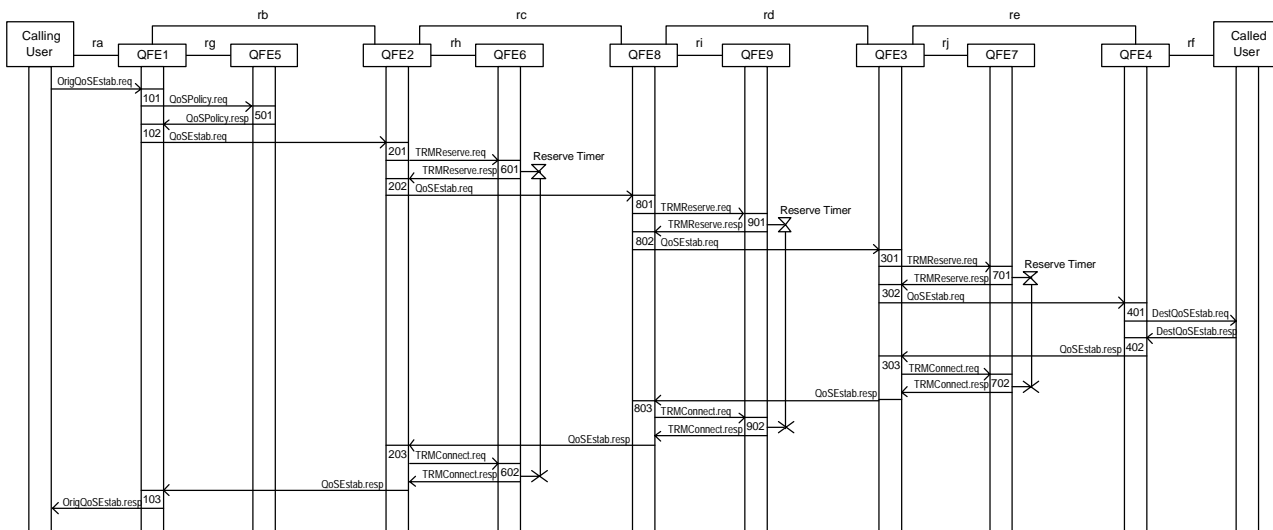 rb
rc
rd
re
Calling
User
ra
QFE1
rg
QFE5
QFE2
rh
QFE6
QFE8
ri
QFE9
QFE3
rj
QFE7
QFE4
rf
Called
User
OrigQoSEstab.req
101
QoSPolicy.req
QoSPolicy.resp
501
102
QoSEstab.req
201
TRMReserve.req
Reserve Timer
TRMReserve.resp
601
202
QoSEstab.req
801
TRMReserve.req
Reserve Timer
TRMReserve.resp
901
802
QoSEstab.req
301
TRMReserve.req
Reserve Timer
TRMReserve.resp
701
302
QoSEstab.req
401
DestQoSEstab.req
DestQoSEstab.resp
QoSEstab.resp
402
303
TRMConnect.req
TRMConnect.resp
702
QoSEstab.resp
803
TRMConnect.req
TRMConnect.resp
902
QoSEstab.resp
203
TRMConnect.req
TRMConnect.resp
602
QoSEstab.resp
OrigQoSEstab.resp
103